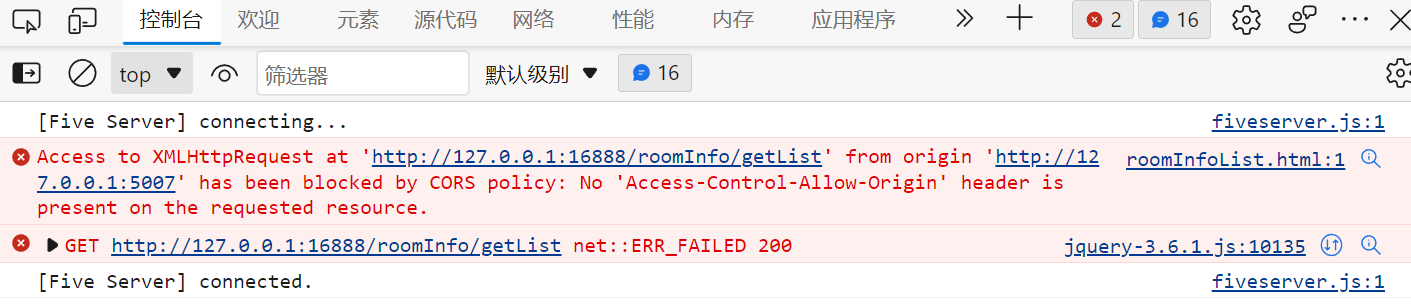 控制台 欢迎 元素 源代码 网络 性能 内存 应用程序 2 16
top 筛选器 默认级别 16
[Five Server] connecting... fiveserver.js:1
Access to XMLHttpRequest at 'http://127.0.0.1:16888/roomInfo/getList' from origin 'http://12 roomInfoList.html:1
7.0.0.1:5007' has been blocked by CORS policy: No 'Access-Control-Allow-Origin' header is
present on the requested resource.
GET http://127.0.0.1:16888/roomInfo/getList net::ERR_FAILED 200 jquery-3.6.1.js:10135
[Five Server] connected. fiveserver.js:1